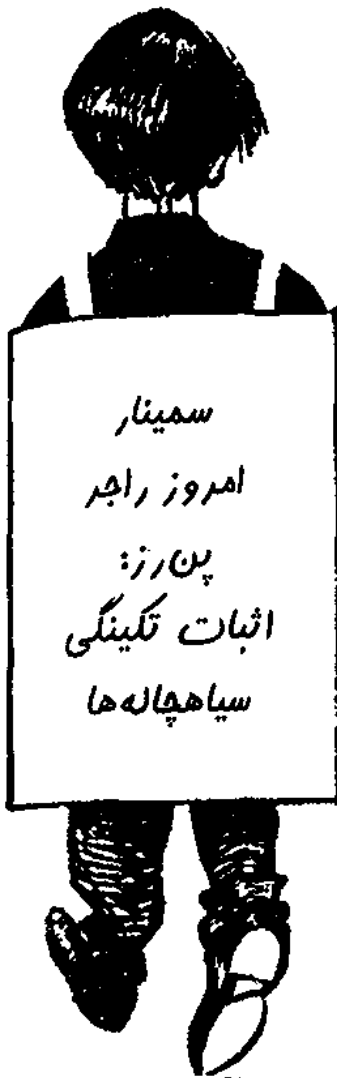 سمینار
امروز راجر
پن‌رز:
اثبات تکینگی
سیاهچاله‌ها